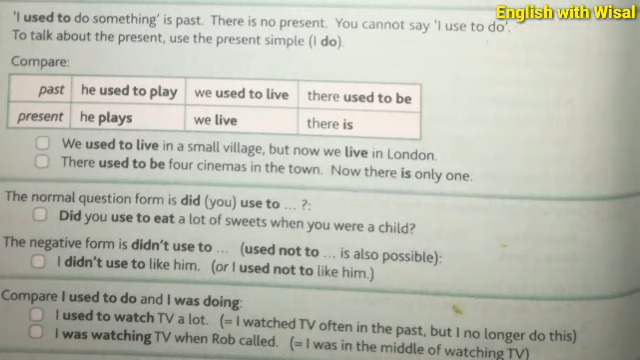 English with Wisal
'I used to do something' is past. There is no present. You cannot say 'I use to do'.
To talk about the present, use the present simple (I do).
Compare:
past he used to play we used to live there used to be
present he plays we live there is
We used to live in a small village, but now we live in London.
There used to be four cinemas in the town. Now there is only one.
The normal question form is did (you) use to ... ?:
Did you use to eat a lot of sweets when you were a child?
The negative form is didn't use to ... (used not to ... is also possible):
I didn't use to like him. (or I used not to like him.)
Compare I used to do and I was doing:
I used to watch TV a lot. (= I watched TV often in the past, but I no longer do this)
I was watching TV when Rob called. (= I was in the middle of watching TV)